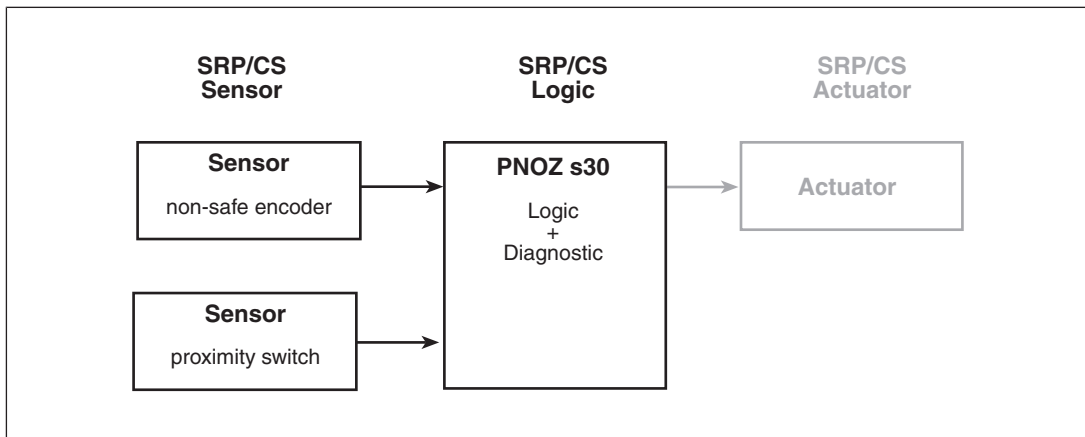 SRP/CS
Sensor
SRP/CS
Logic
SRP/CS
Actuator
Sensor
non-safe encoder
PNOZ s30
Logic
+
Diagnostic
Actuator
Sensor
proximity switch